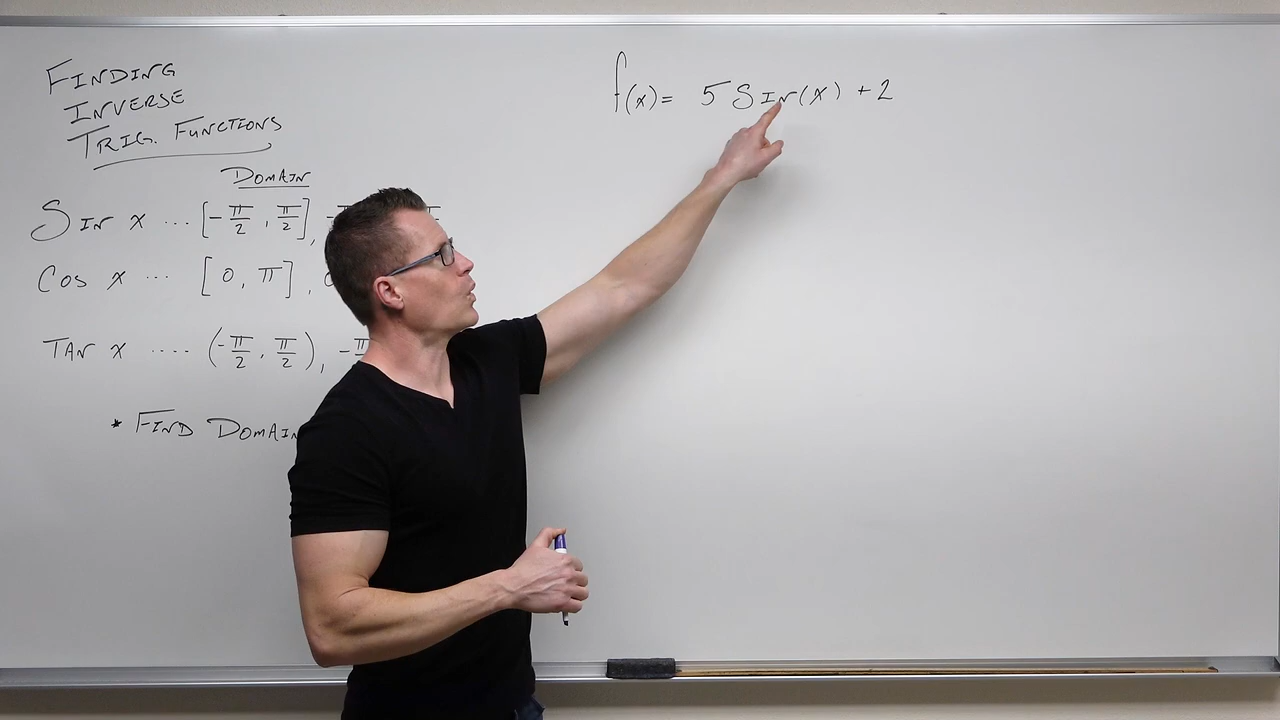 FINDING
INVERSE
TRIG. FUNCTIONS
DOMAIN
SIN x ... [-π/2, π/2],
COS x ... [0, π],
TAN x .... (-π/2, π/2), -π
* FIND DOMAIN
f(x)= 5 SIN(x) +2